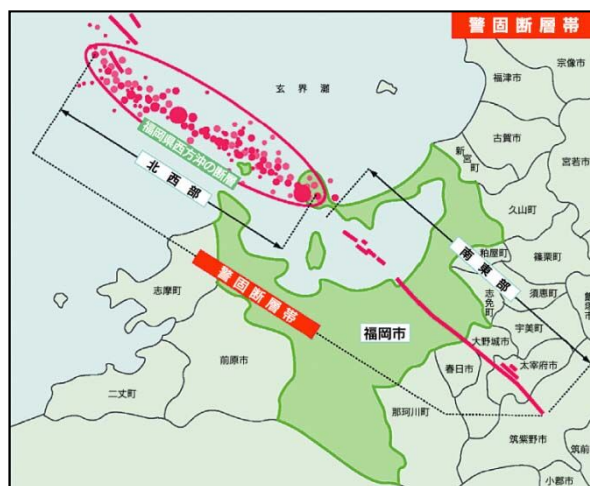 警固断層帯
宗像市
玄界灘
福津市
古賀市
新宮町
宮若市
福岡県西方沖の断層
北西部
久山町
南東部
粕屋町
篠栗町
志免町
須恵町
飯塚市
志摩町
警固断層帯
福岡市
宇美町
大野城市
太宰府市
春日市
前原市
二丈町
那珂川町
筑紫野市
筑前
小郡市